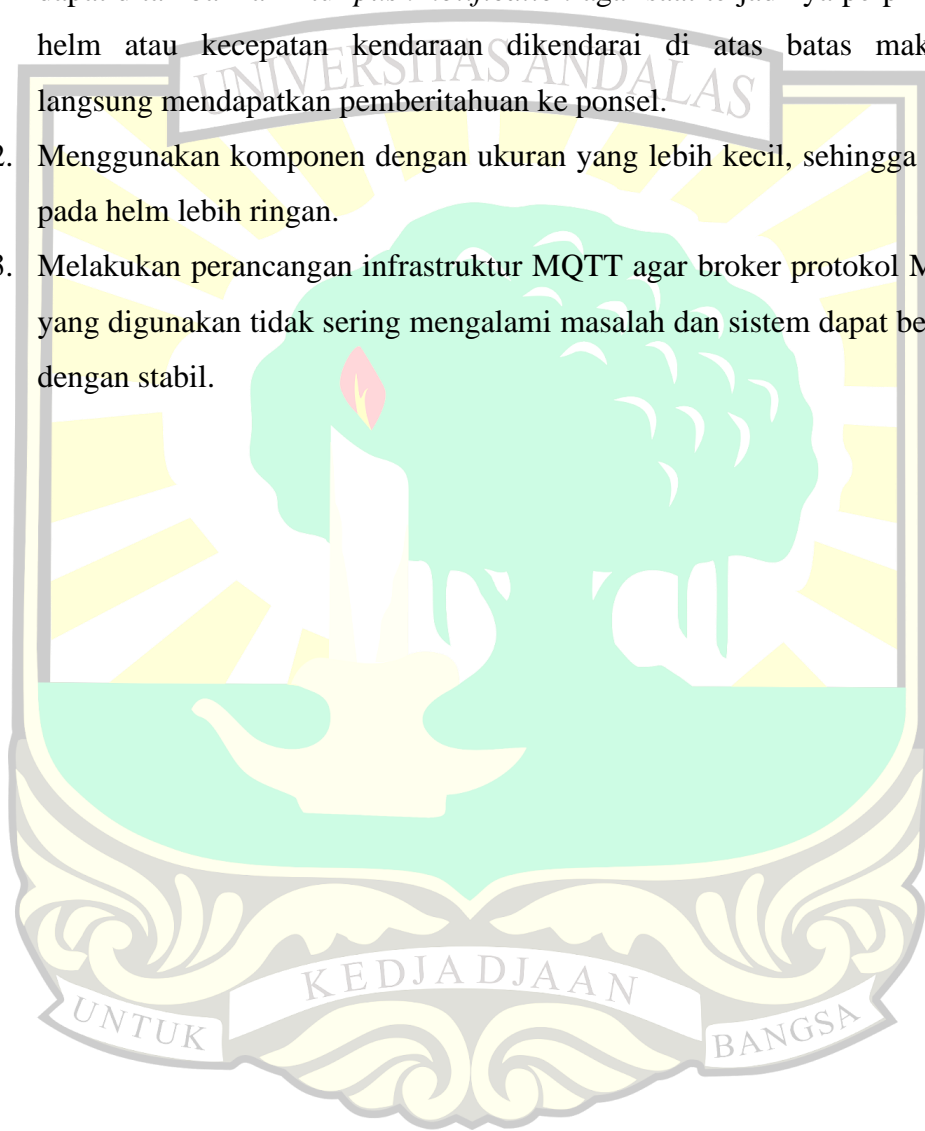 helm atau kecepatan kendaraan dikendarai di atas batas
langsung mendapatkan pemberitahuan ke ponsel.
2. Menggunakan komponen dengan ukuran yang lebih kecil, sehingga
pada helm lebih ringan.
3. Melakukan perancangan infrastruktur MQTT agar broker protokol
yang digunakan tidak sering mengalami masalah dan sistem dapat
dengan stabil.
UNIVERSITAS ANDALAS
UNTUK
KEDJADJAAN
BANGSA